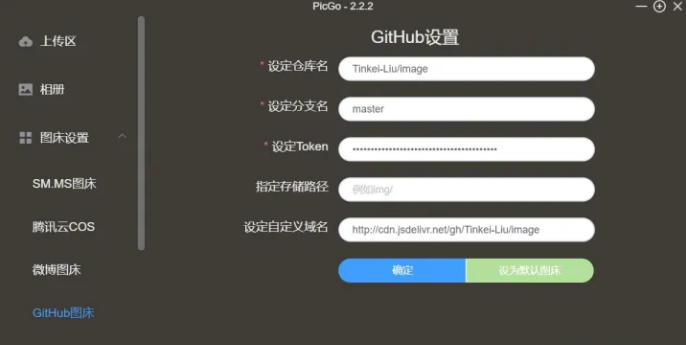 PicGo - 2.2.2
上传区
相册
图床设置
SM.MS图床
腾讯云COS
微博图床
GitHub图床
GitHub设置
* 设定仓库名 Tinkei-Liu/image
* 设定分支名 master
* 设定Token ••••••••••••••••••••••••••••••••••••••••
指定存储路径 例如img/
设定自定义域名 http://cdn.jsdelivr.net/gh/Tinkei-Liu/image
确定 设为默认图床